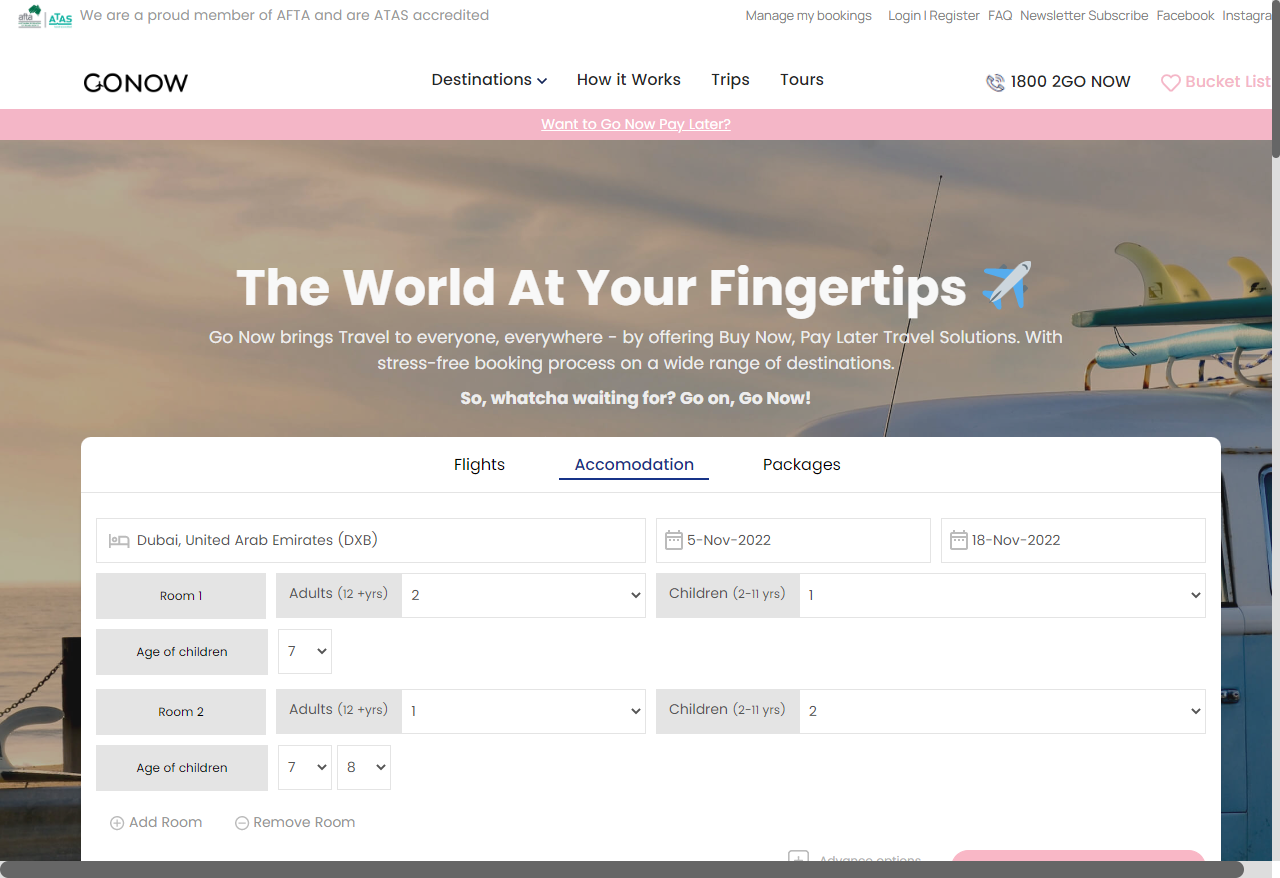 afta
ATAS
We are a proud member of AFTA and are ATAS accredited
Manage my bookings Login | Register FAQ Newsletter Subscribe Facebook Instagra
GONOW
Destinations How it Works Trips Tours
1800 2GO NOW
Bucket List
Want to Go Now Pay Later?
The World At Your Fingertips
Go Now brings Travel to everyone, everywhere - by offering Buy Now, Pay Later Travel Solutions. With
stress-free booking process on a wide range of destinations.
So, whatcha waiting for? Go on, Go Now!
Flights Accomodation Packages
Dubai, United Arab Emirates (DXB) 5-Nov-2022 18-Nov-2022
Room 1 Adults (12 +yrs) 2 Children (2-11 yrs) 1
Age of children 7
Room 2 Adults (12 +yrs) 1 Children (2-11 yrs) 2
Age of children 7 8
Add Room Remove Room
Advance options